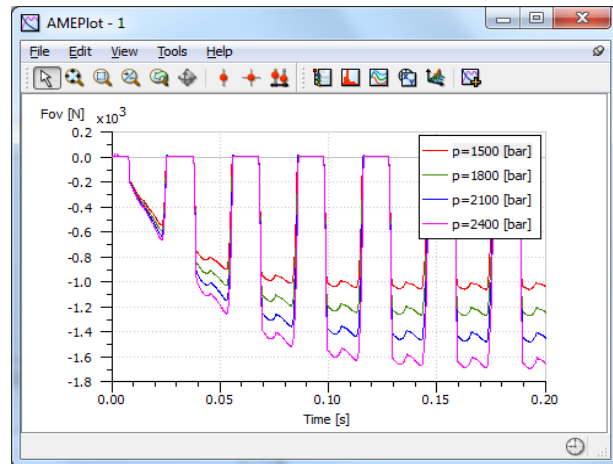 AMEPlot - 1
File Edit View Tools Help
Fov [N] x10³
0.2
0.0
-0.2
-0.4
-0.6
-0.8
-1.0
-1.2
-1.4
-1.6
-1.8
p=1500 [bar]
p=1800 [bar]
p=2100 [bar]
p=2400 [bar]
0.00 0.05 0.10 0.15 0.20
Time [s]